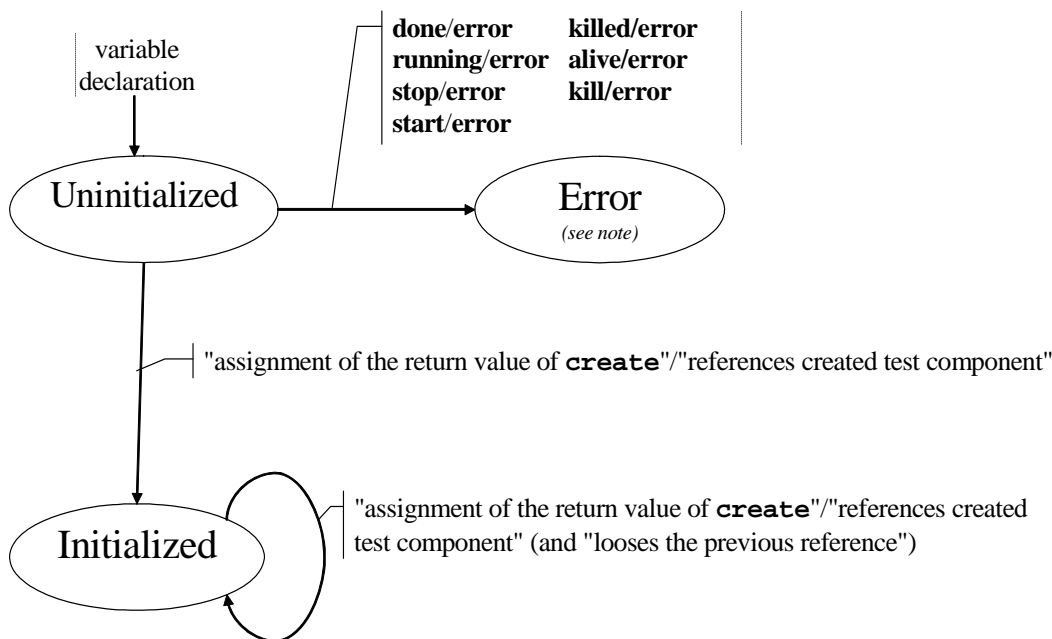 variable
declaration
done/error killed/error
running/error alive/error
stop/error kill/error
start/error
Uninitialized
Error
(see note)
"assignment of the return value of create"/"references created test component"
Initialized
"assignment of the return value of create"/"references created
test component" (and "looses the previous reference")